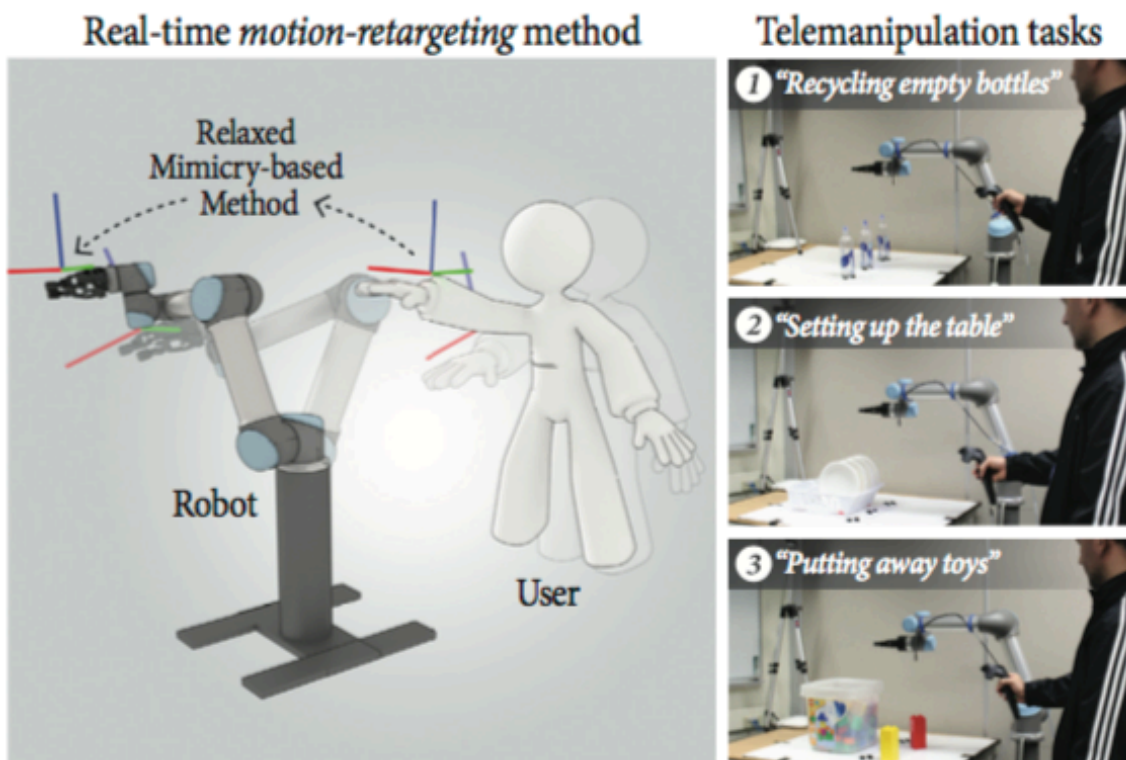 Real-time motion-retargeting method
Relaxed
Mimicry-based
Method
Robot
User
Telemanipulation tasks
1 "Recycling empty bottles"
2 "Setting up the table"
3 "Putting away toys"